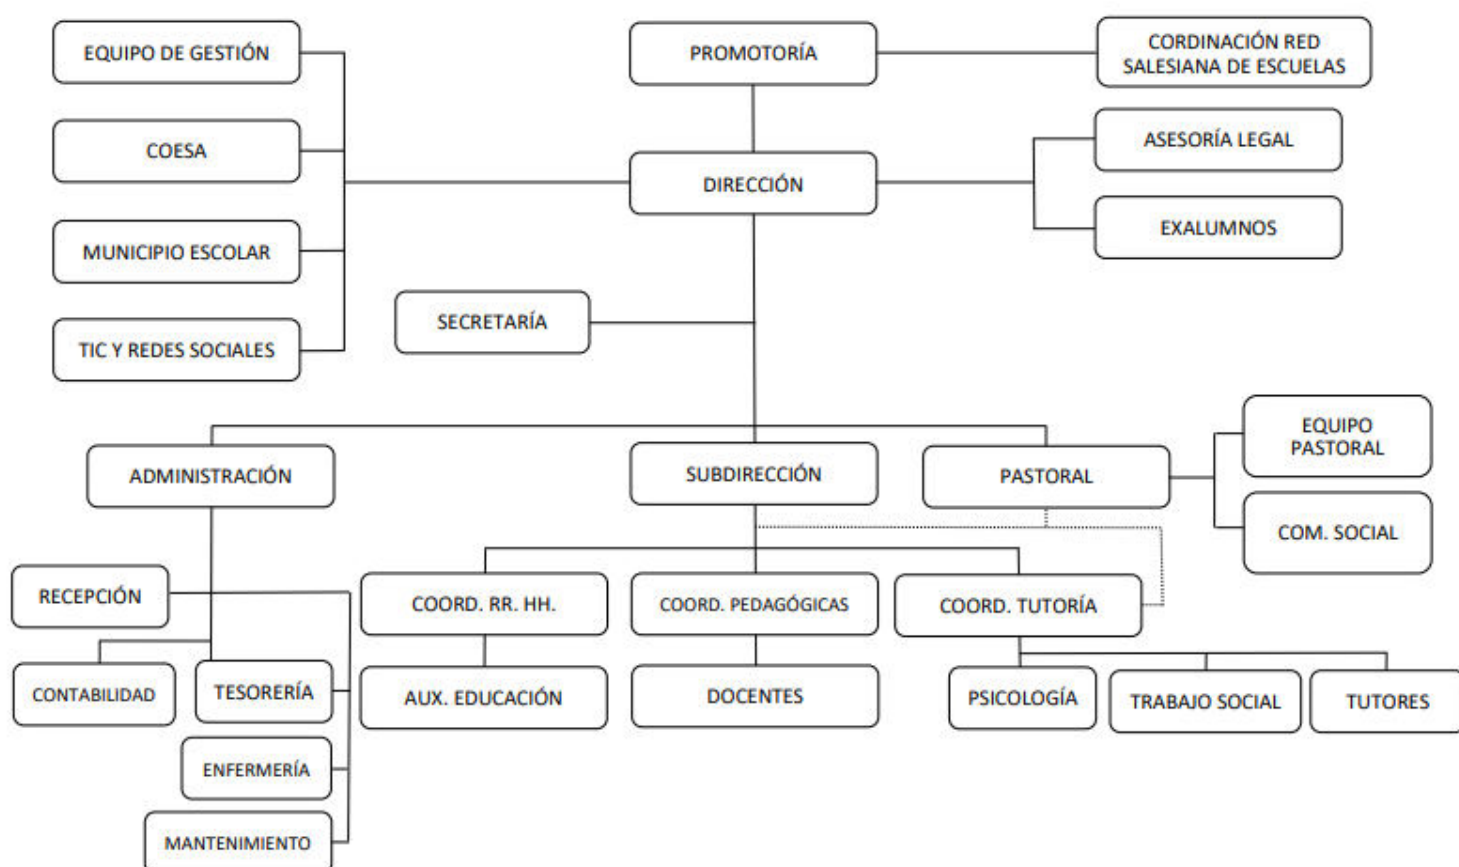 EQUIPO DE GESTIÓN
PROMOTORÍA
CORDINACIÓN RED
SALESIANA DE ESCUELAS
COESA
ASESORÍA LEGAL
DIRECCIÓN
MUNICIPIO ESCOLAR
EXALUMNOS
SECRETARÍA
TIC Y REDES SOCIALES
ADMINISTRACIÓN
SUBDIRECCIÓN
PASTORAL
EQUIPO
PASTORAL
COM. SOCIAL
RECEPCIÓN
COORD. RR. HH.
COORD. PEDAGÓGICAS
COORD. TUTORÍA
CONTABILIDAD
TESORERÍA
AUX. EDUCACIÓN
DOCENTES
PSICOLOGÍA
TRABAJO SOCIAL
TUTORES
ENFERMERÍA
MANTENIMIENTO